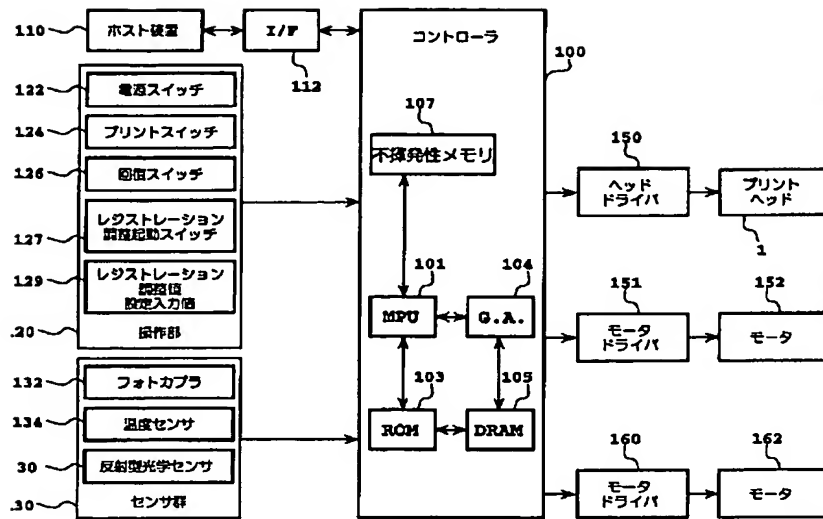 110
ホスト装置
I/F
112
コントローラ
100
122
電源スイッチ
124
プリントスイッチ
126
回復スイッチ
127
レジストレーション
調整起動スイッチ
129
レジストレーション
調整値
設定入力値
.20
操作部
132
フォトカプラ
134
温度センサ
30
反射型光学センサ
.30
センサ群
107
不揮発性メモリ
101
MPU
104
G.A.
103
ROM
105
DRAM
150
ヘッド
ドライバ
プリント
ヘッド
1
151
モータ
ドライバ
152
モータ
160
モータ
ドライバ
162
モータ